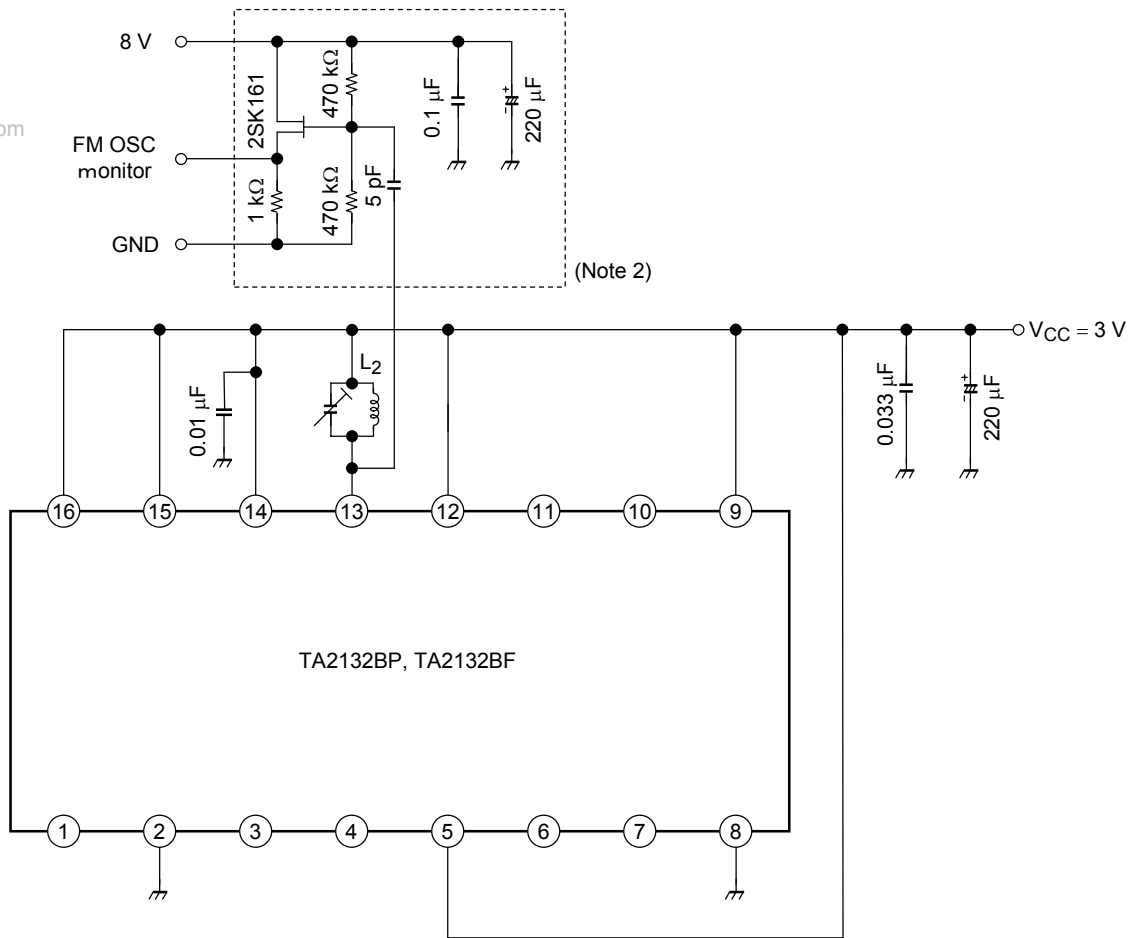 8 V
2SK161
470 kΩ
0.1 μF
220 μF
- +
om
FM OSC
monitor
1 kΩ
470 kΩ
5 pF
GND
(Note 2)
VCC = 3 V
L2
0.01 μF
0.033 μF
220 μF
- +
16 15 14 13 12 11 10 9
TA2132BP, TA2132BF
1 2 3 4 5 6 7 8